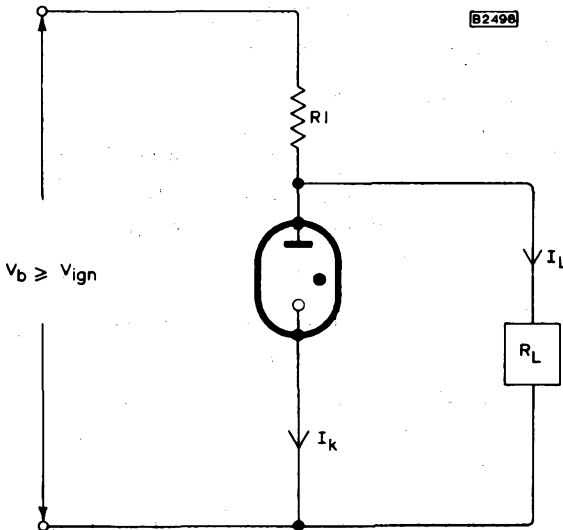 B2498
R1
V_b ≥ V_ign
I_L
R_L
I_k